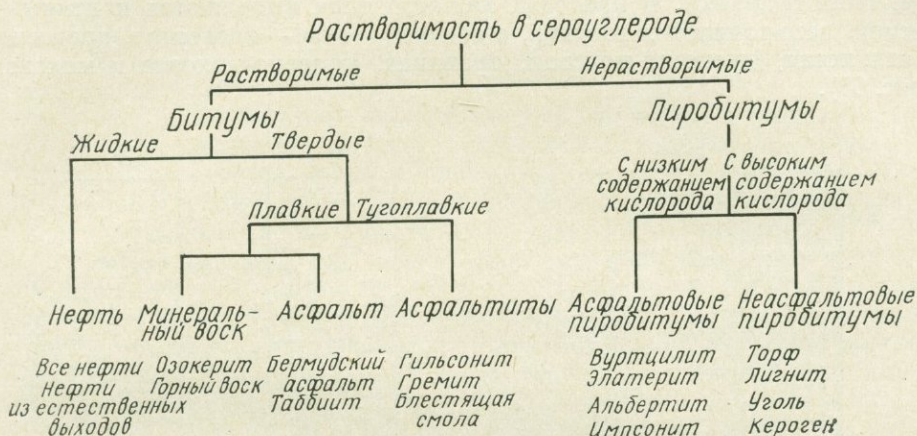 Растворимость в сероуглероде
Растворимые
Нерастворимые
Битумы
Пиробитумы
Жидкие
Твердые
С низким
содержанием
кислорода
С высоким
содержанием
кислорода
Плавкие
Тугоплавкие
Нефть
Минераль-
ный воск
Асфальт
Асфальтиты
Асфальтовые
пиробитумы
Неасфальтовые
пиробитумы
Все нефти
Нефти
из естественных
выходов
Озокерит
Горный воск
Бермудский
асфальт
Таббиит
Гильсонит
Гремит
Блестящая
смола
Вуртцилит
Элатерит
Альбертит
Импсонит
Торф
Лигнит
Уголь
Кероген